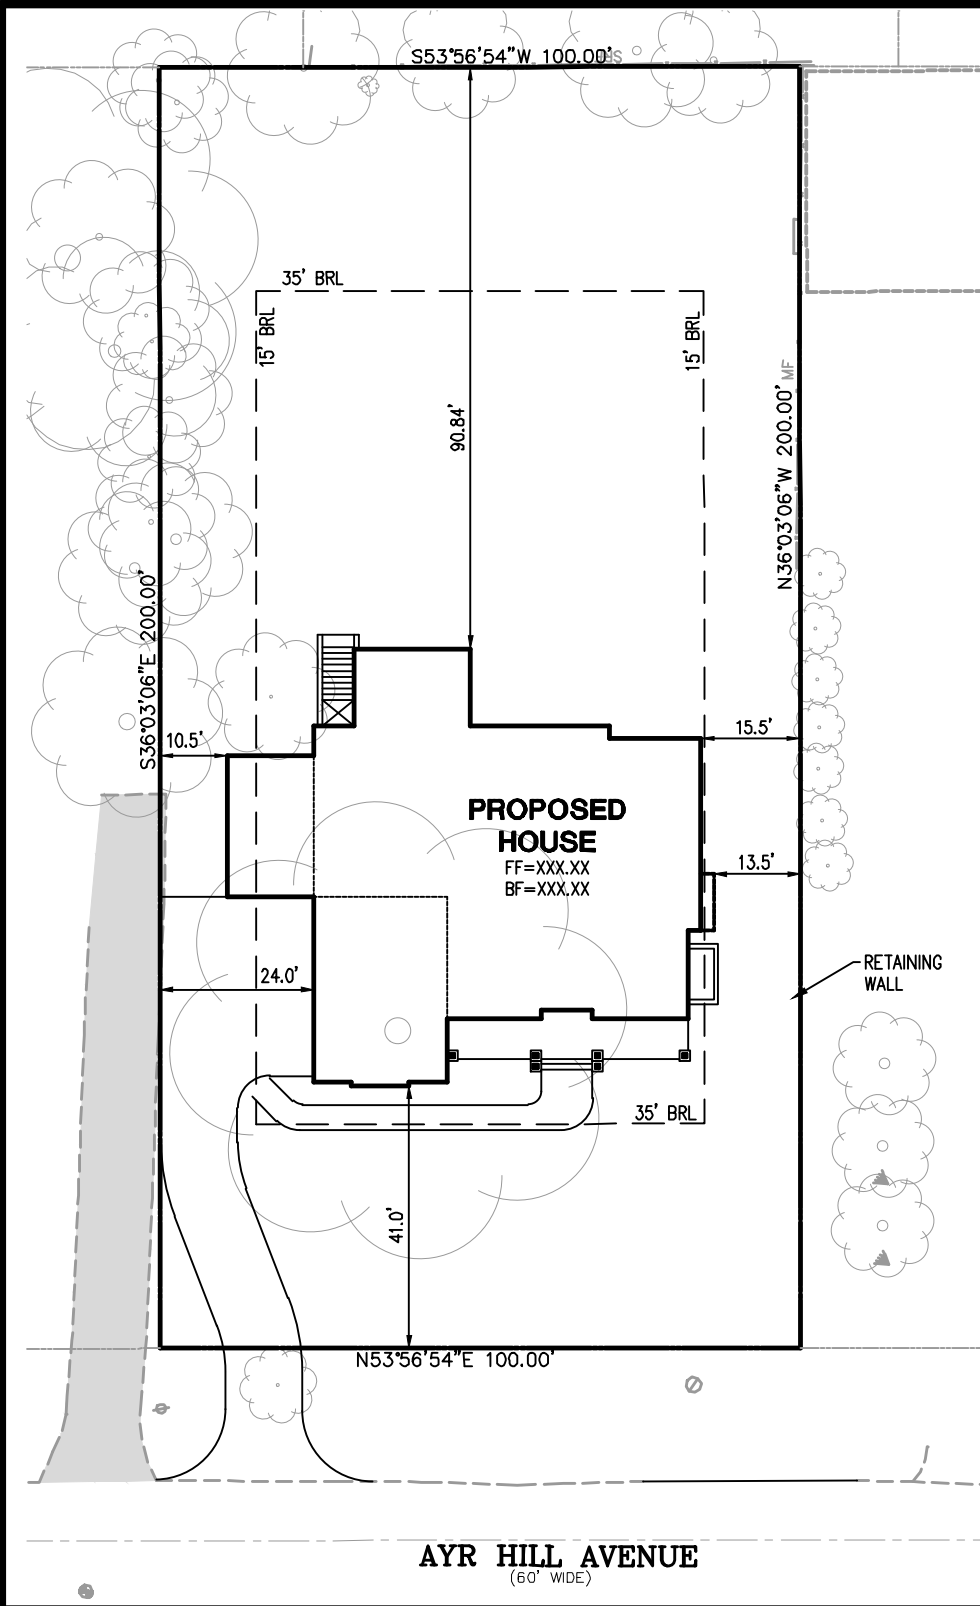 S53°56'54"W 100.00'
35' BRL
15' BRL
15' BRL
MF
N36°03'06"W 200.00'
90.84'
S36°03'06"E 200.00'
10.5'
15.5'
PROPOSED
HOUSE
FF=XXX.XX
BF=XXX.XX
13.5'
RETAINING
WALL
24.0'
35' BRL
41.0'
N53°56'54"E 100.00'
AYR HILL AVENUE
(60' WIDE)